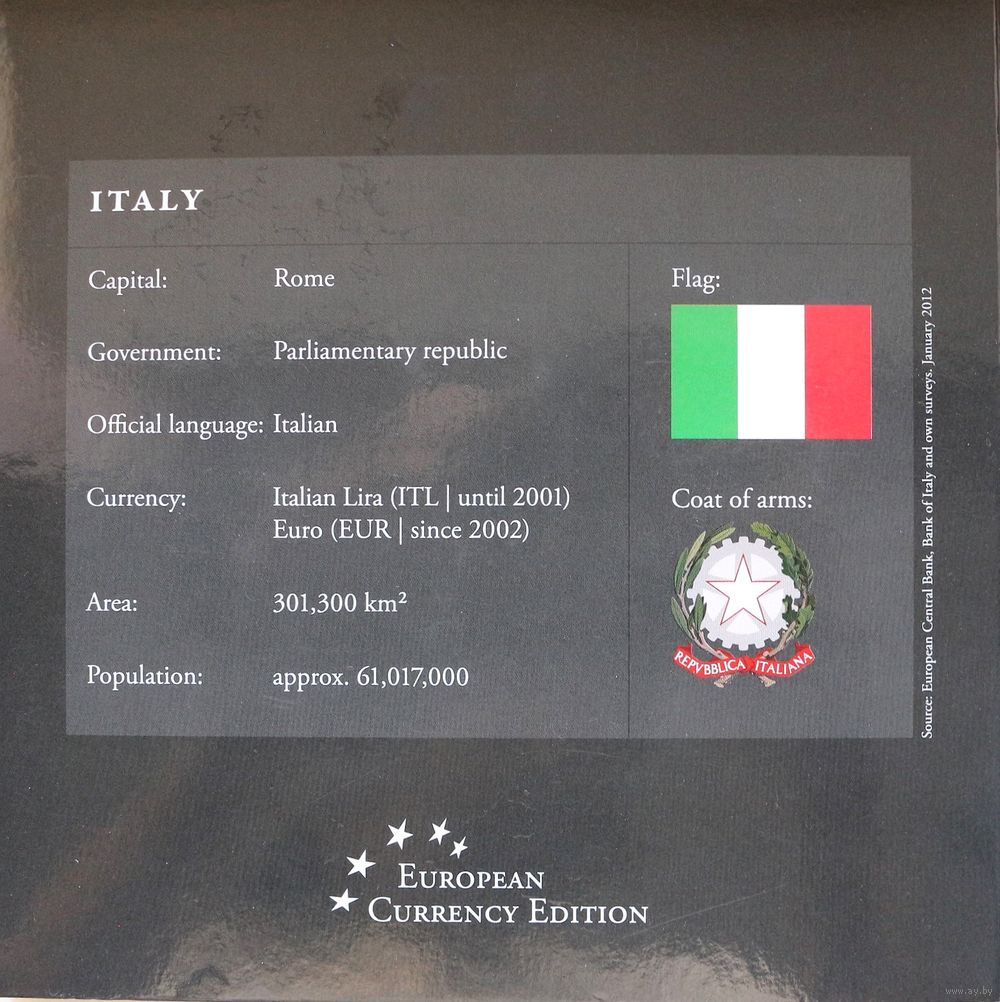 ITALY
Capital: Rome
Government: Parliamentary republic
Official language: Italian
Currency: Italian Lira (ITL | until 2001)
Euro (EUR | since 2002)
Area: 301,300 km²
Population: approx. 61,017,000
Flag:
Coat of arms:
REPVBBLICA ITALIANA
Source: European Central Bank, Bank of Italy and own surveys. January 2012
EUROPEAN
CURRENCY EDITION
www.ay.by